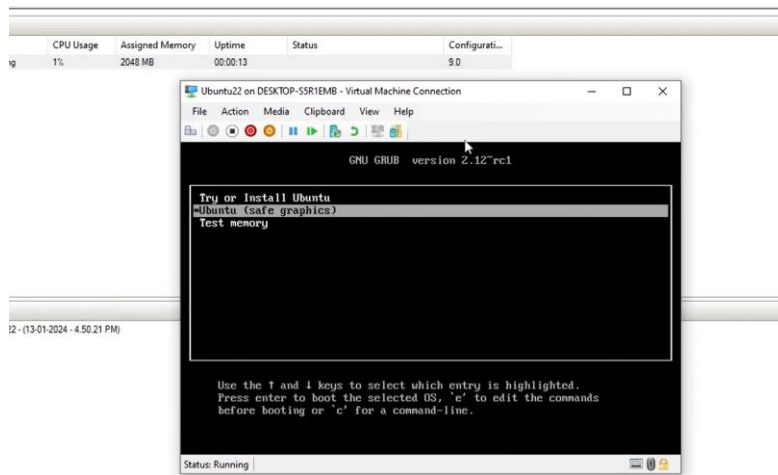 CPU Usage Assigned Memory Uptime Status Configurati...
1% 2048 MB 00:00:13 9.0
Ubuntu22 on DESKTOP-S5R1EMB - Virtual Machine Connection
File Action Media Clipboard View Help
GNU GRUB version 2.12~rc1
Try or Install Ubuntu
*Ubuntu (safe graphics)
Test memory
22 - (13-01-2024 - 4.50.21 PM)
Use the ↑ and ↓ keys to select which entry is highlighted.
Press enter to boot the selected OS, `e' to edit the commands
before booting or `c' for a command-line.
Status: Running